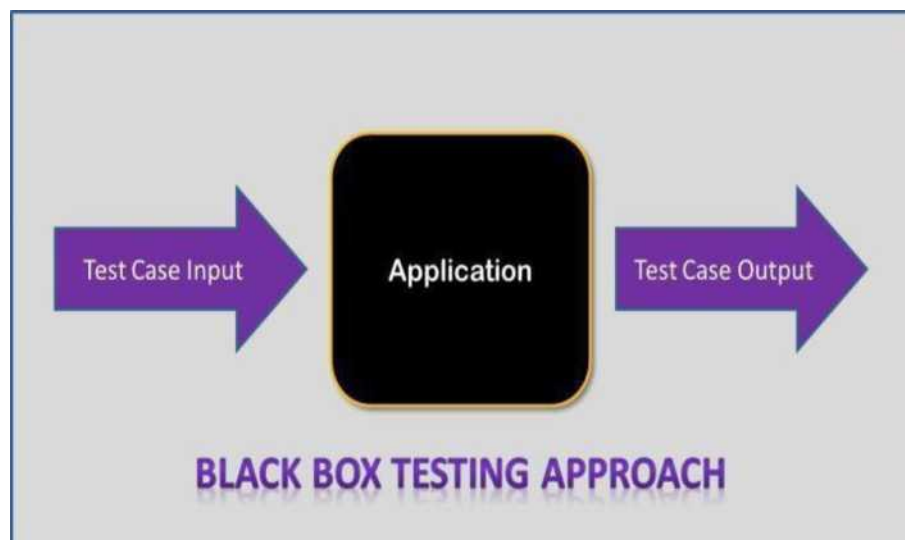 Test Case Input
Application
Test Case Output
BLACK BOX TESTING APPROACH